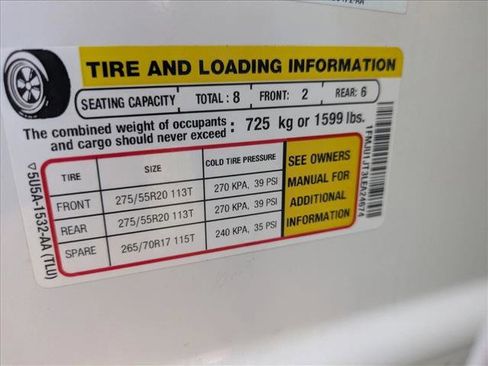 TIRE AND LOADING INFORMATION
SEATING CAPACITY TOTAL: 8 FRONT: 2 REAR: 6
The combined weight of occupants and cargo should never exceed : 725 kg or 1599 lbs.
TIRE SIZE COLD TIRE PRESSURE
FRONT 275/55R20 113T 270 KPA, 39 PSI
REAR 275/55R20 113T 270 KPA, 39 PSI
SPARE 265/70R17 115T 240 KPA, 35 PSI
SEE OWNERS
MANUAL FOR
ADDITIONAL
INFORMATION
5U5A-1532-AA (TLU)
1FMJU1JT3LEA24674